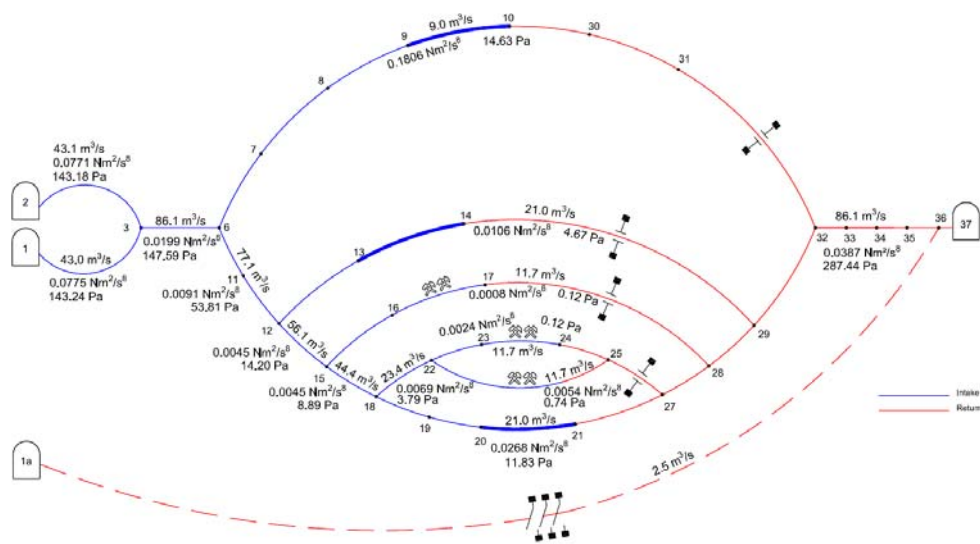 9.0 m³/s
10
9
30
0.1806 Nm²/s⁸
14.63 Pa
31
8
43.1 m³/s
0.0771 Nm²/s⁸
143.18 Pa
7
2
3
86.1 m³/s
6
14
21.0 m³/s
86.1 m³/s
36
37
1
0.0199 Nm²/s⁸
147.59 Pa
0.0106 Nm²/s⁸
4.67 Pa
32
33
34
35
43.0 m³/s
0.0775 Nm²/s⁸
143.24 Pa
77.1 m³/s
13
0.0387 Nm²/s⁸
287.44 Pa
11
17
11.7 m³/s
0.0091 Nm²/s⁸
53.81 Pa
16
0.0008 Nm²/s⁸
0.12 Pa
12
56.1 m³/s
0.0024 Nm²/s⁸
0.12 Pa
29
23
24
11.7 m³/s
0.0045 Nm²/s⁸
14.20 Pa
15
44.4 m³/s
23.4 m³/s
22
25
11.7 m³/s
28
0.0045 Nm²/s⁸
8.89 Pa
18
0.0069 Nm²/s⁸
3.79 Pa
0.0054 Nm²/s⁸
0.74 Pa
27
Intake
Return
19
21.0 m³/s
20
21
0.0268 Nm²/s⁸
11.83 Pa
1a
2.5 m³/s